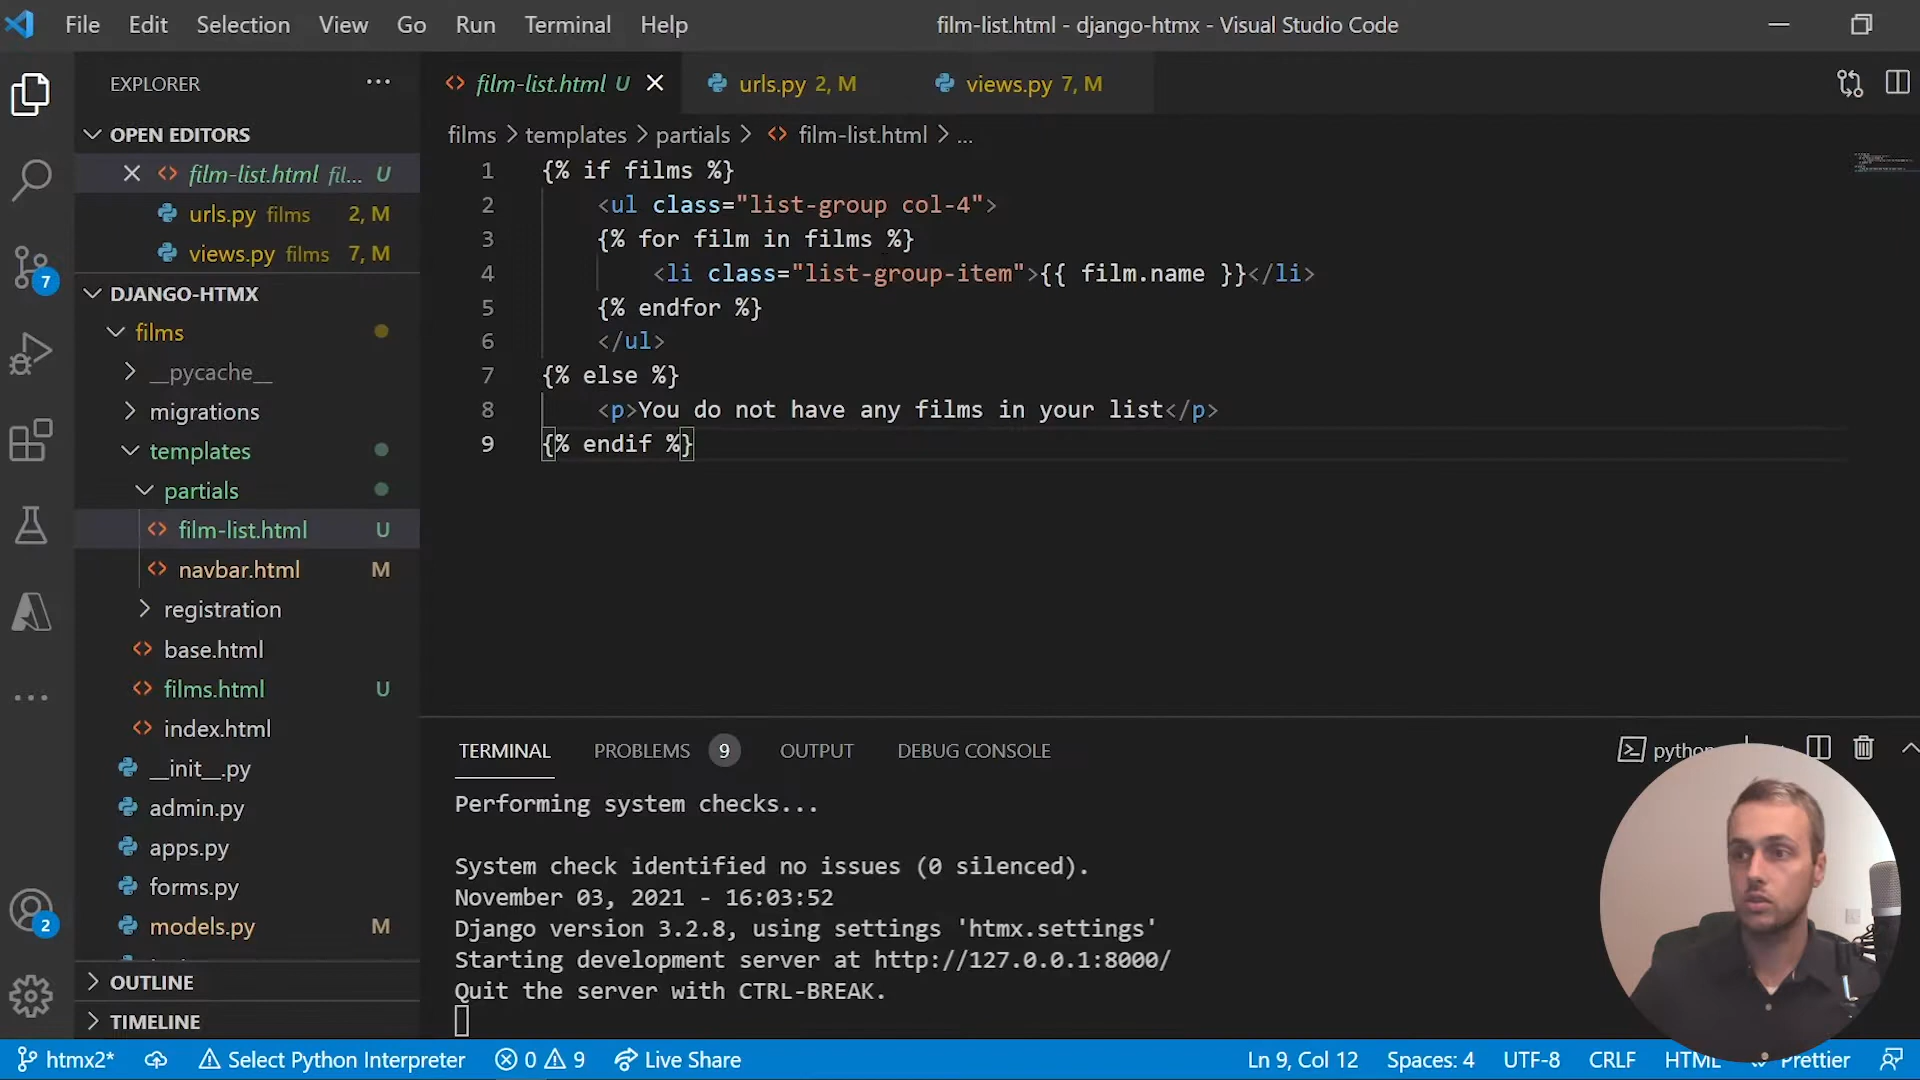 File Edit Selection View Go Run Terminal Help film-list.html - django-htmx - Visual Studio Code
EXPLORER ...
OPEN EDITORS
film-list.html fil... U
urls.py films 2, M
views.py films 7, M
DJANGO-HTMX
films
__pycache__
migrations
templates
partials
film-list.html U
navbar.html M
registration
base.html
films.html U
index.html
__init__.py
admin.py
apps.py
forms.py
models.py M
OUTLINE
TIMELINE
7
2
film-list.html U urls.py 2, M views.py 7, M
films > templates > partials > film-list.html > ...
1 {% if films %}
2 <ul class="list-group col-4">
3 {% for film in films %}
4 <li class="list-group-item">{{ film.name }}</li>
5 {% endfor %}
6 </ul>
7 {% else %}
8 <p>You do not have any films in your list</p>
9 {% endif %}
TERMINAL PROBLEMS 9 OUTPUT DEBUG CONSOLE
python
Performing system checks...
System check identified no issues (0 silenced).
November 03, 2021 - 16:03:52
Django version 3.2.8, using settings 'htmx.settings'
Starting development server at http://127.0.0.1:8000/
Quit the server with CTRL-BREAK.
htmx2* Select Python Interpreter 0 9 Live Share Ln 9, Col 12 Spaces: 4 UTF-8 CRLF HTML Prettier